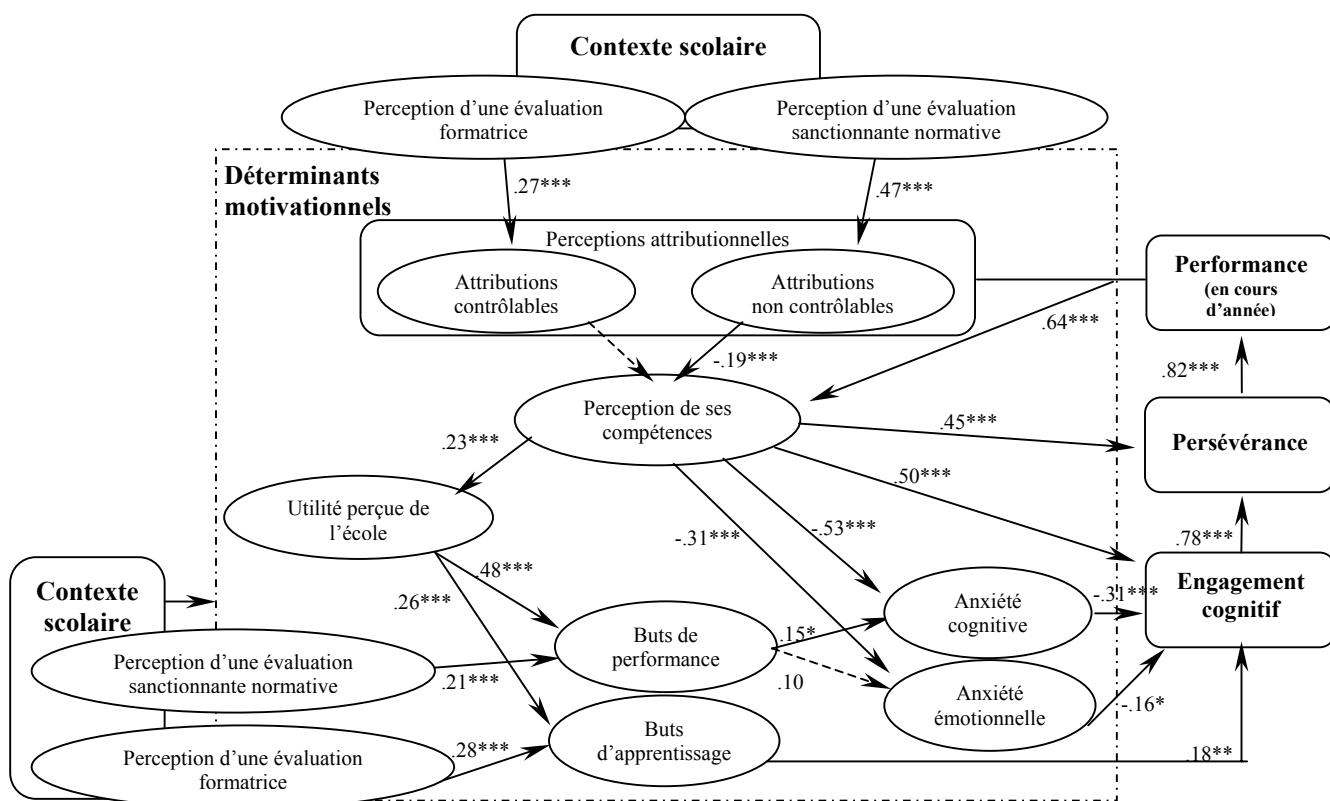 Contexte scolaire
Perception d'une évaluation
formatrice
Perception d'une évaluation
sanctionnante normative
Déterminants
motivationnels
.27***
.47***
Perceptions attributionnelles
Attributions
contrôlables
Attributions
non contrôlables
Performance
(en cours
d'année)
.64***
-.19***
.82***
Perception de ses
compétences
.23***
.45***
Persévérance
.50***
Utilité perçue de
l'école
-.31***
-.53***
.78***
.48***
.26***
Contexte
scolaire
Engagement
cognitif
Anxiété
cognitive
-.31***
Buts de
performance
.15*
Perception d'une évaluation
sanctionnante normative
.21***
.10
Anxiété
émotionnelle
-.16*
Buts
d'apprentissage
.28***
.18**
Perception d'une évaluation
formatrice